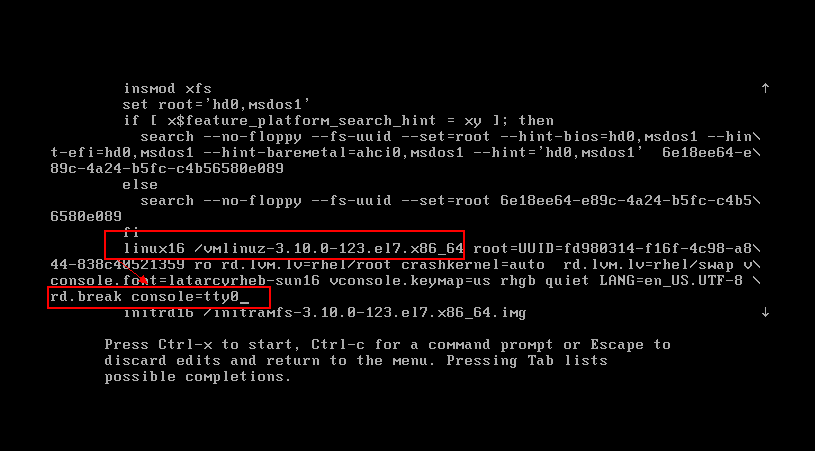 insmod xfs
set root='hd0,msdos1'
if [ x$feature_platform_search_hint = xy ]; then
search --no-floppy --fs-uuid --set=root --hint-bios=hd0,msdos1 --hin\
t-efi=hd0,msdos1 --hint-baremetal=ahci0,msdos1 --hint='hd0,msdos1'  6e18ee64-e\
89c-4a24-b5fc-c4b56580e089
else
search --no-floppy --fs-uuid --set=root 6e18ee64-e89c-4a24-b5fc-c4b5\
6580e089
fi
linux16 /vmlinuz-3.10.0-123.el7.x86_64 root=UUID=fd980314-f16f-4c98-a8\
44-838c40521359 ro rd.lvm.lv=rhel/root crashkernel=auto  rd.lvm.lv=rhel/swap v\
console.font=latarcyrheb-sun16 vconsole.keymap=us rhgb quiet LANG=en_US.UTF-8 \
rd.break console=tty0_
initrd16 /initramfs-3.10.0-123.el7.x86_64.img
Press Ctrl-x to start, Ctrl-c for a command prompt or Escape to
discard edits and return to the menu. Pressing Tab lists
possible completions.